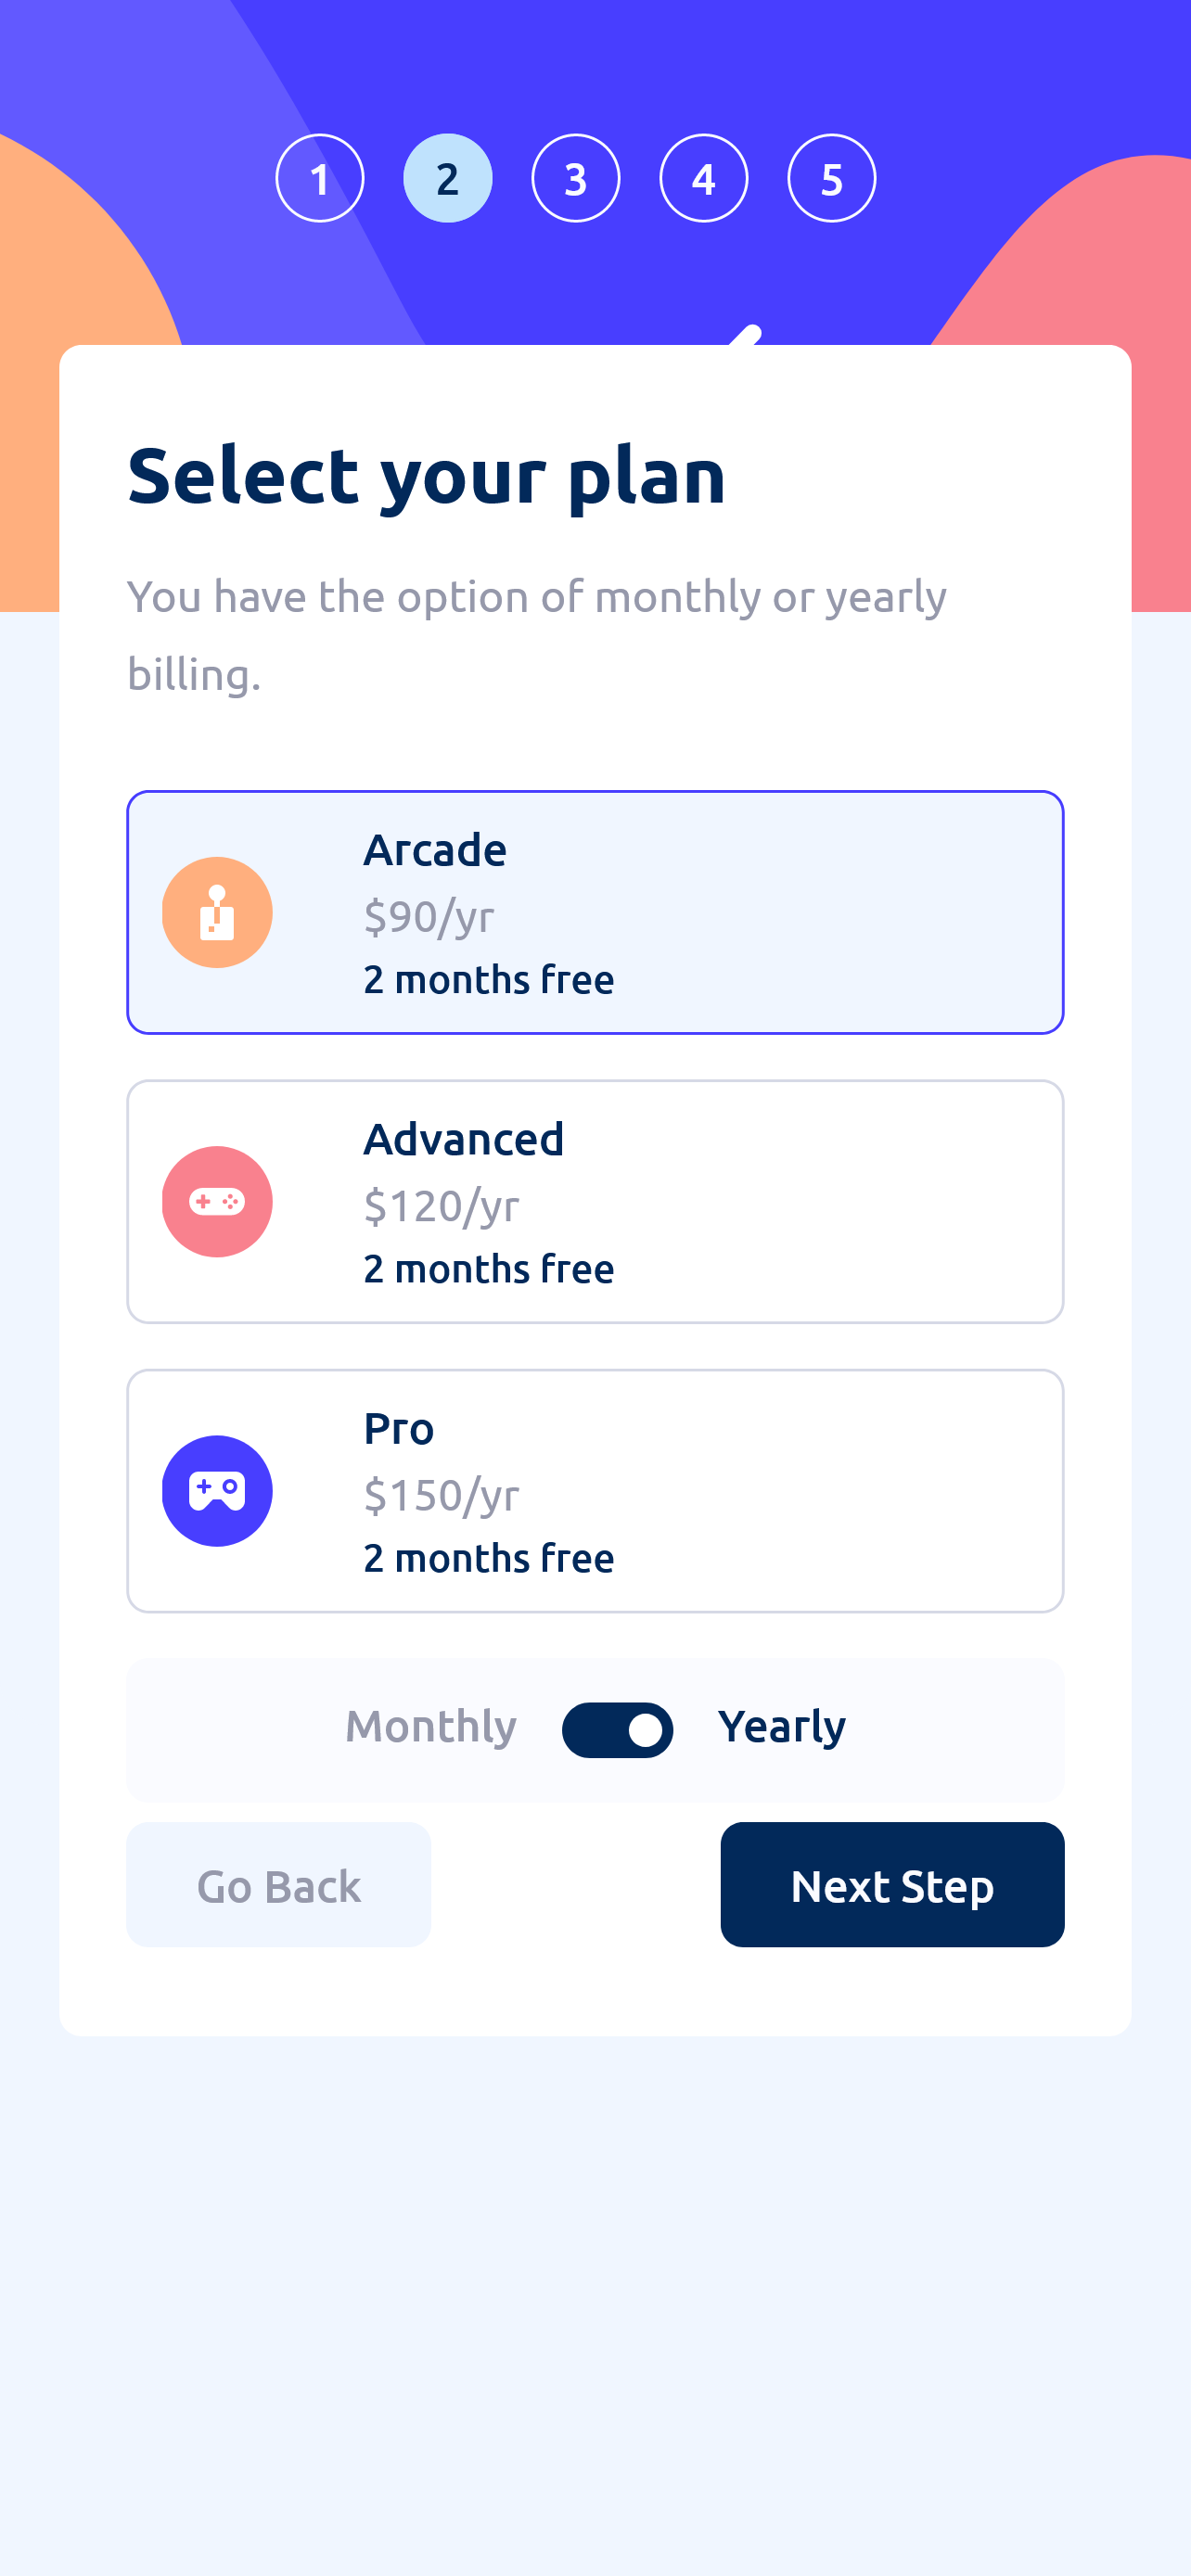 1 2 3 4 5
Select your plan
You have the option of monthly or yearly
billing.
Arcade
$90/yr
2 months free
Advanced
$120/yr
2 months free
Pro
$150/yr
2 months free
Monthly Yearly
Go Back Next Step